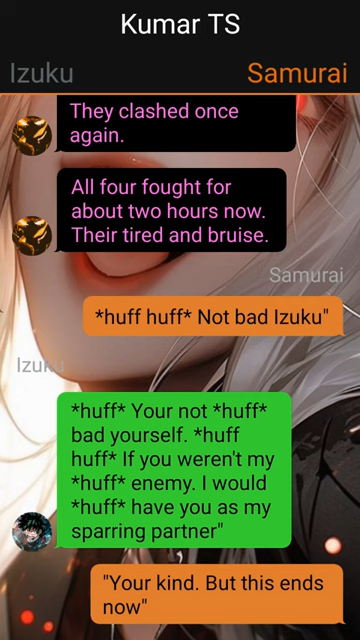 Kumar TS
Izuku
Samurai
They clashed once
again.
All four fought for
about two hours now.
Their tired and bruise.
Samurai
*huff huff* Not bad Izuku"
Izuku
*huff* Your not *huff*
bad yourself. *huff
huff* If you weren't my
*huff* enemy. I would
*huff* have you as my
sparring partner"
"Your kind. But this ends
now"